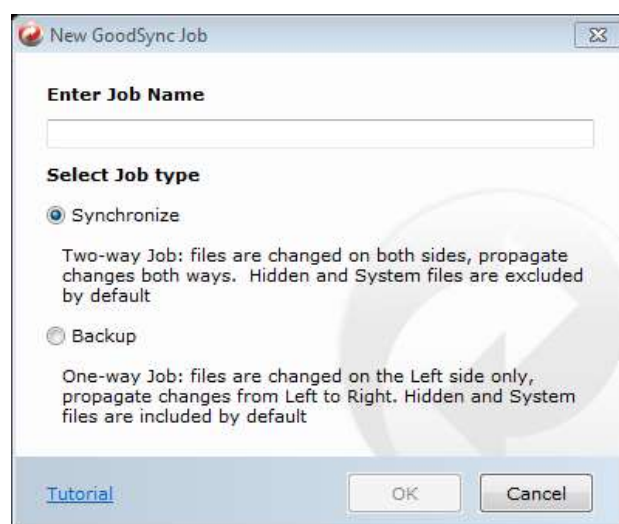 New GoodSync Job
Enter Job Name
Select Job type
Synchronize
Two-way Job: files are changed on both sides, propagate
changes both ways.  Hidden and System files are excluded
by default
Backup
One-way Job: files are changed on the Left side only,
propagate changes from Left to Right. Hidden and System
files are included by default
Tutorial OK Cancel